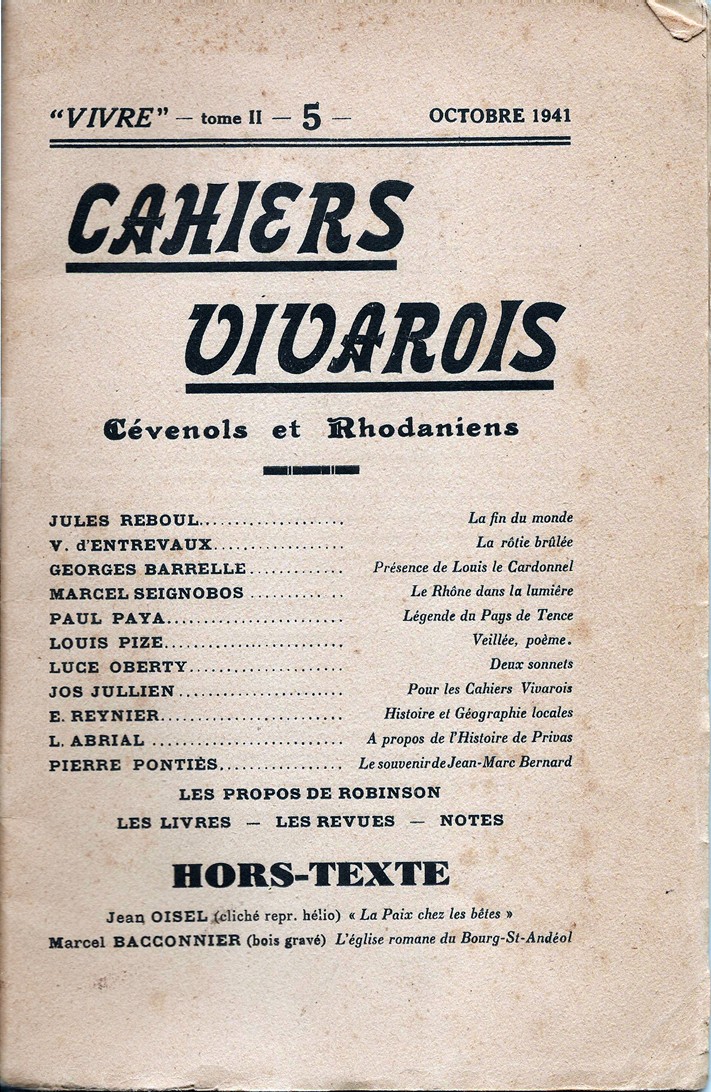 “VIVRE” — tome II — 5 — OCTOBRE 1941
CAHIERS
VIVAROIS
Cévenols et Rhodaniens
JULES REBOUL..................... La fin du monde
V. d'ENTREVAUX................... La rôtie brûlée
GEORGES BARRELLE ............ Présence de Louis le Cardonnel
MARCEL SEIGNOBOS ......... .. Le Rhône dans la lumière
PAUL PAYA......................... Légende du Pays de Tence
LOUIS PIZE......................... Veillée, poème.
LUCE OBERTY..................... Deux sonnets
JOS JULLIEN ...................... Pour les Cahiers Vivarois
E. REYNIER......................... Histoire et Géographie locales
L. ABRIAL .......................... A propos de l'Histoire de Privas
PIERRE PONTIÈS................. Le souvenir de Jean-Marc Bernard
LES PROPOS DE ROBINSON
LES LIVRES — LES REVUES — NOTES
HORS-TEXTE
Jean OISEL (cliché repr. hélio) « La Paix chez les bêtes »
Marcel BACCONNIER (bois gravé) L'église romane du Bourg-St-Andéol